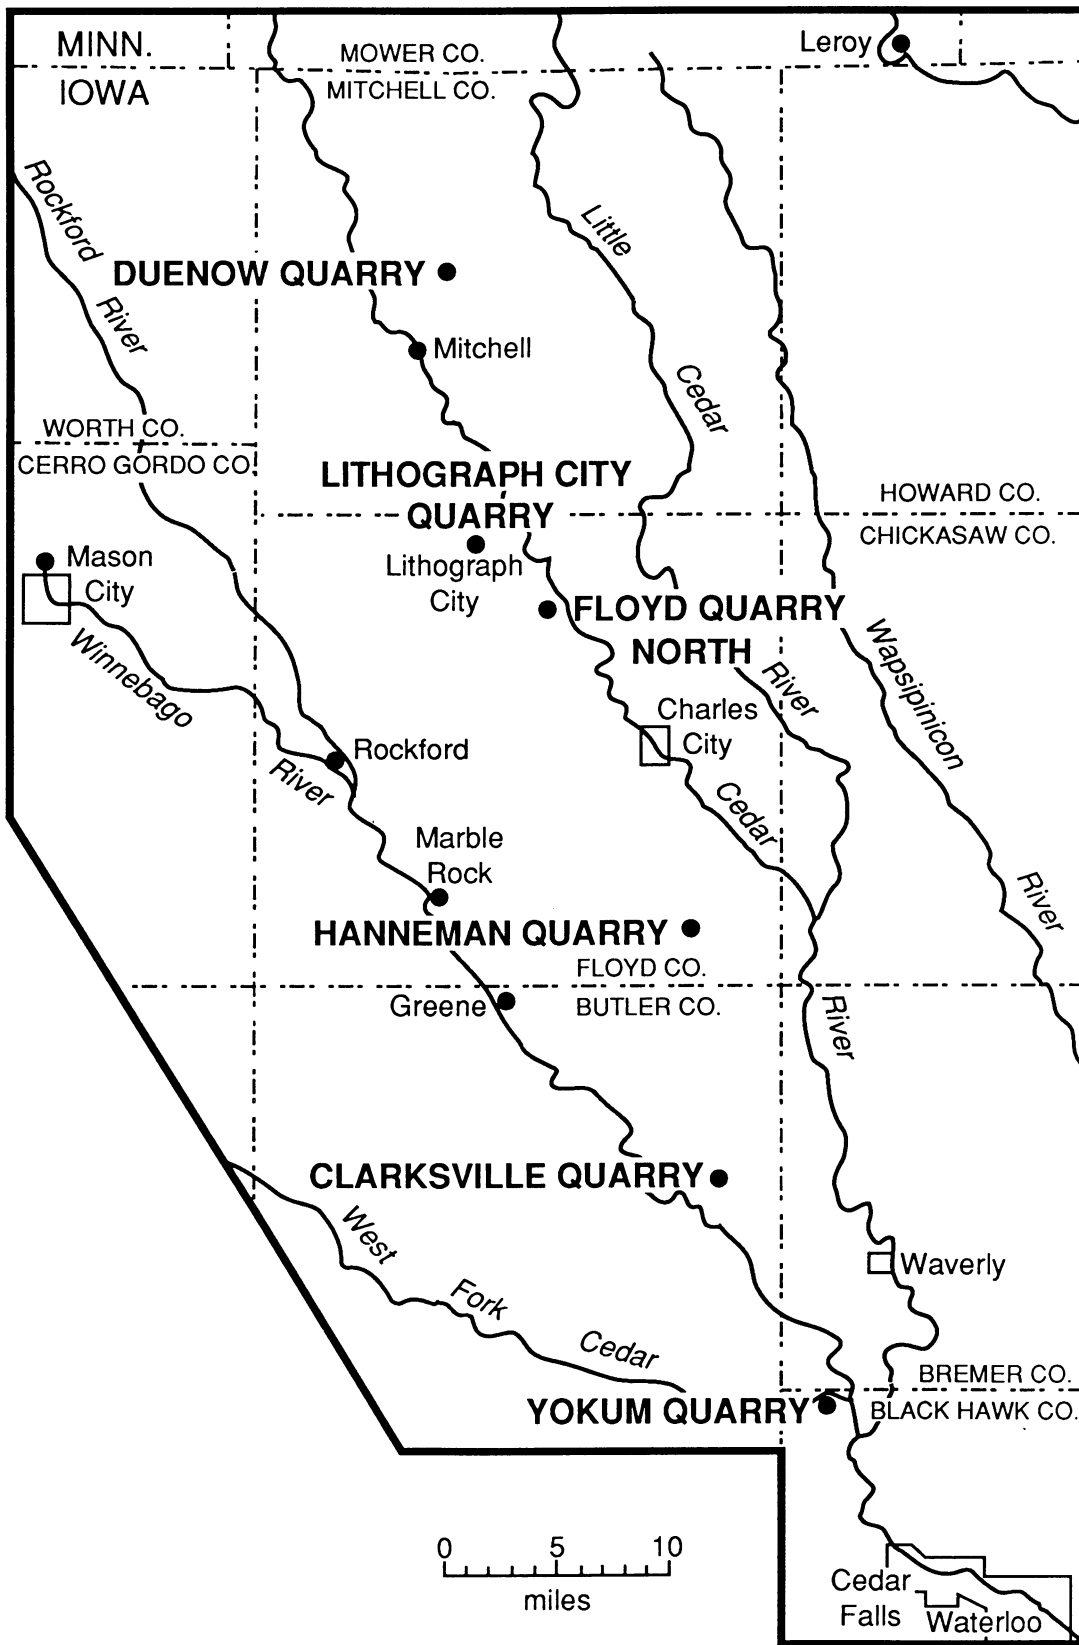 MINN.
MOWER CO.
Leroy
IOWA
MITCHELL CO.
Rockford
River
Little
Cedar
DUENOW QUARRY
Mitchell
WORTH CO.
CERRO GORDO CO.
LITHOGRAPH CITY
QUARRY
HOWARD CO.
CHICKASAW CO.
Lithograph
City
Mason
City
FLOYD QUARRY
NORTH
River
Wapsipinicon
River
Winnebago
River
Charles
City
Rockford
Cedar
River
Marble
Rock
HANNEMAN QUARRY
FLOYD CO.
BUTLER CO.
Greene
CLARKSVILLE QUARRY
West
Fork
Cedar
Waverly
BREMER CO.
BLACK HAWK CO.
YOKUM QUARRY
0 5 10
miles
Cedar
Falls
Waterloo